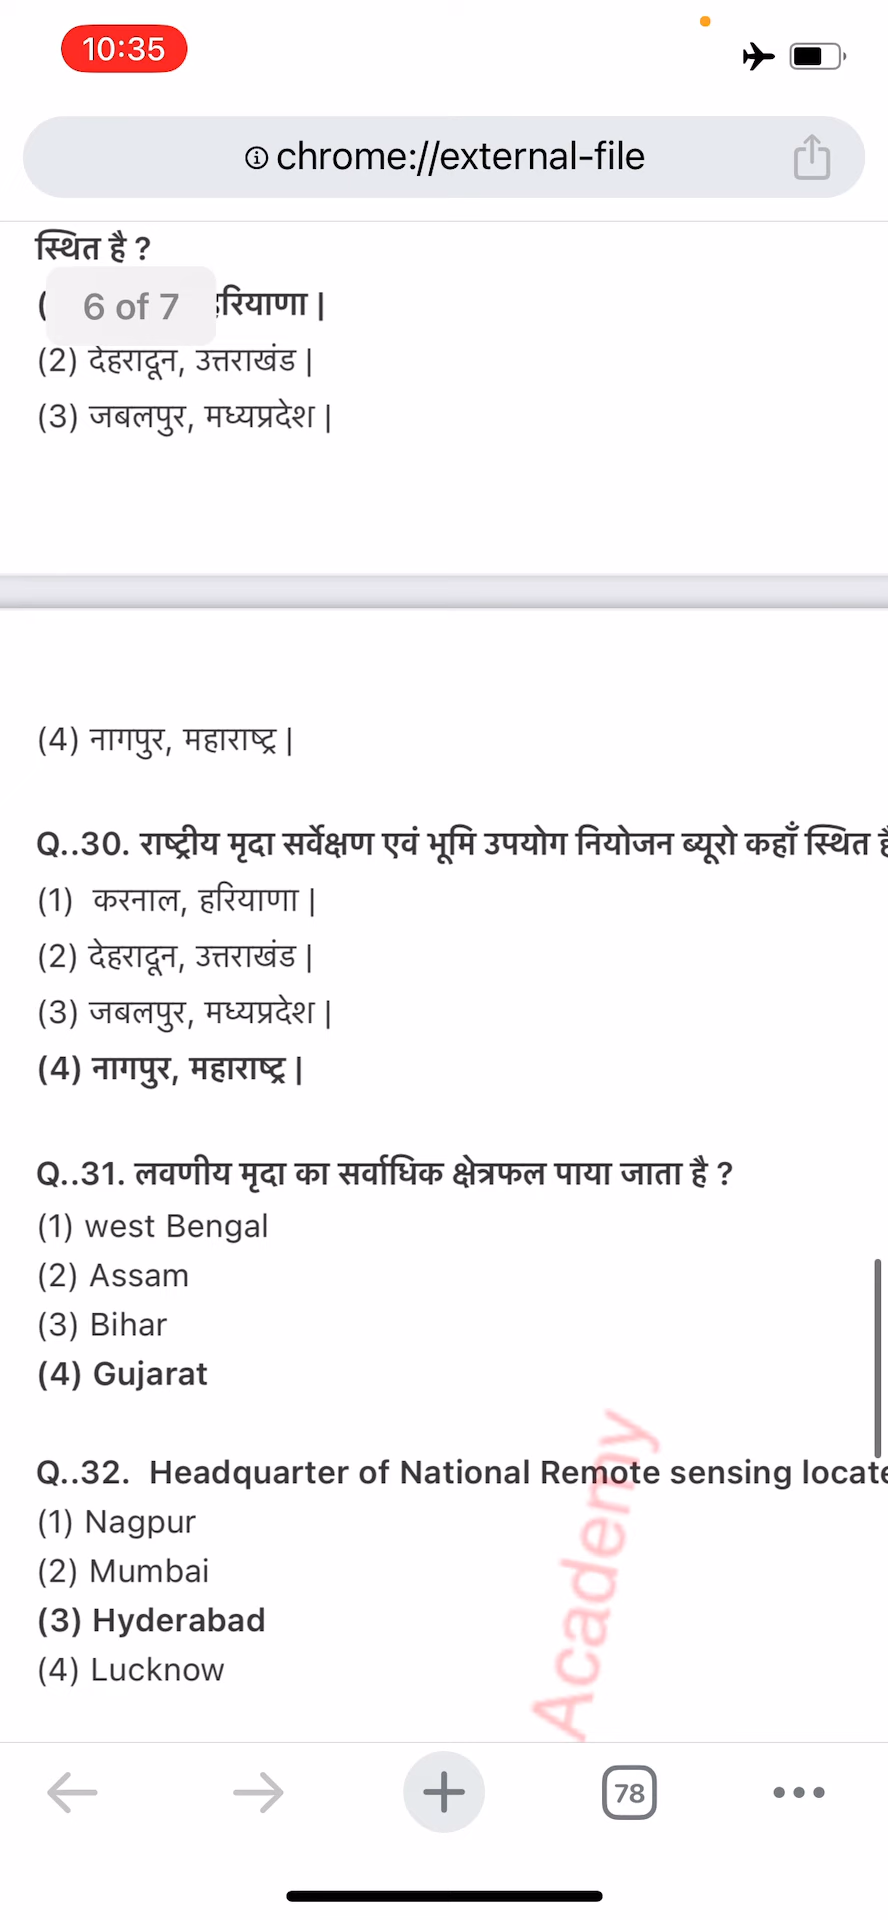 10:35
chrome://external-file
स्थित है ?
6 of 7
(2) देहरादून, उत्तराखंड |
(3) जबलपुर, मध्यप्रदेश |
(4) नागपुर, महाराष्ट्र |
Q..30. राष्ट्रीय मृदा सर्वेक्षण एवं भूमि उपयोग नियोजन ब्यूरो कहाँ स्थित
(1) करनाल, हरियाणा |
(2) देहरादून, उत्तराखंड |
(3) जबलपुर, मध्यप्रदेश |
(4) नागपुर, महाराष्ट्र |
Q..31. लवणीय मृदा का सर्वाधिक क्षेत्रफल पाया जाता है ?
(1) west Bengal
(2) Assam
(3) Bihar
(4) Gujarat
Q..32. Headquarter of National Remote sensing locate
(1) Nagpur
(2) Mumbai
(3) Hyderabad
(4) Lucknow
Academy
78